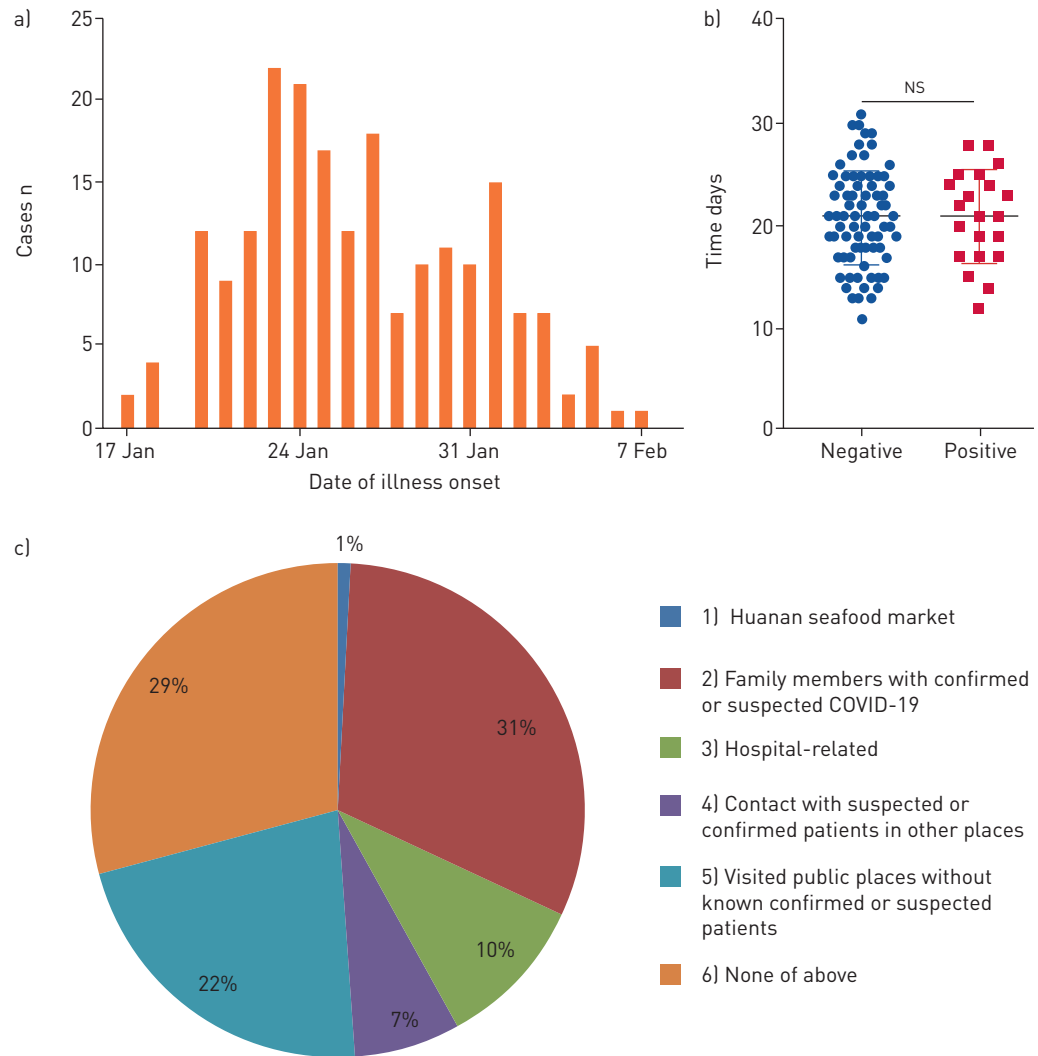 a)
25
20
15
10
5
0
Cases n
17 Jan 24 Jan 31 Jan 7 Feb
Date of illness onset
b)
40
30
20
10
0
Time days
NS
Negative Positive
c)
1%
31%
10%
7%
22%
29%
1) Huanan seafood market
2) Family members with confirmed
or suspected COVID-19
3) Hospital-related
4) Contact with suspected or
confirmed patients in other places
5) Visited public places without
known confirmed or suspected
patients
6) None of above